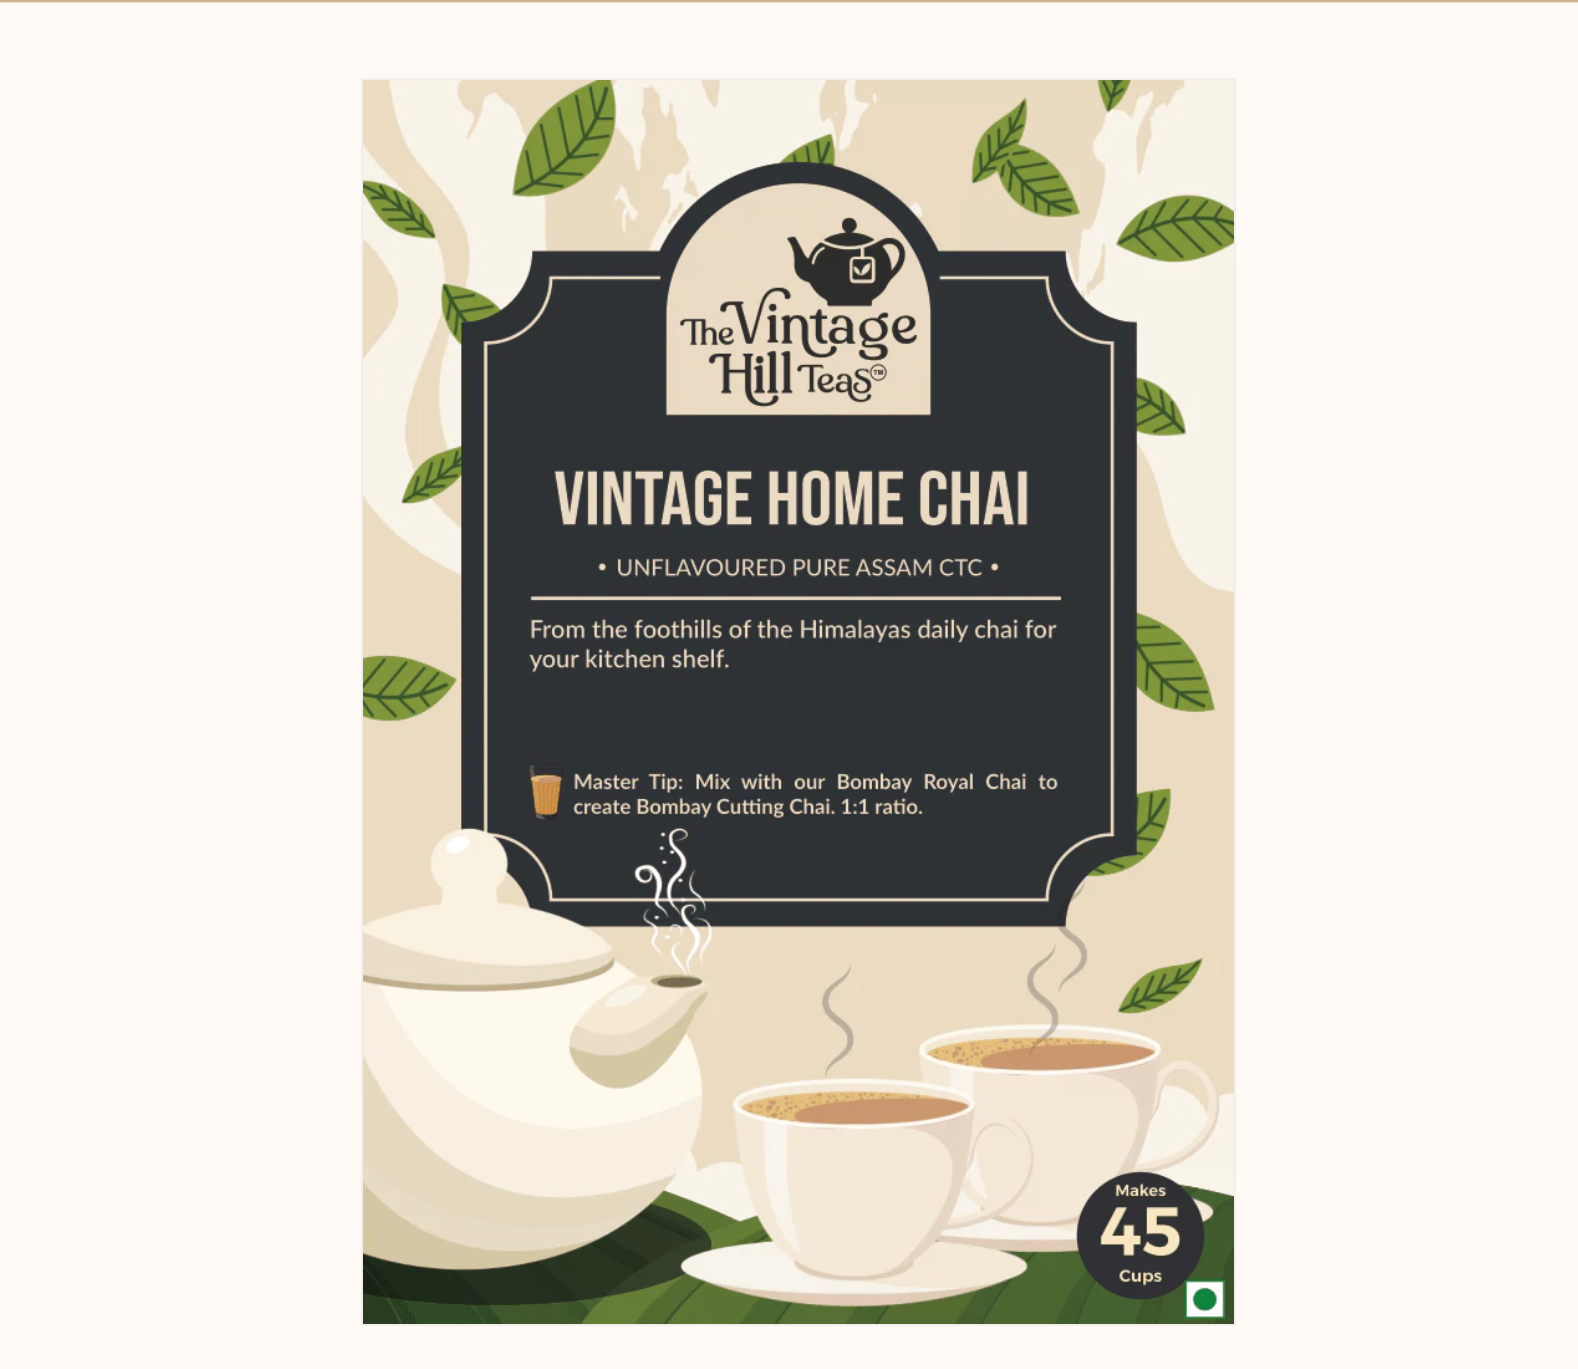 The Vintage
Hill Teas™
VINTAGE HOME CHAI
• UNFLAVOURED PURE ASSAM CTC •
From the foothills of the Himalayas daily chai for
your kitchen shelf.
Master Tip: Mix with our Bombay Royal Chai to
create Bombay Cutting Chai. 1:1 ratio.
Makes
45
Cups